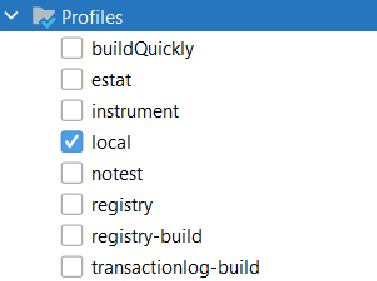 Profiles
buildQuickly
estat
instrument
local
notest
registry
registry-build
transactionlog-build